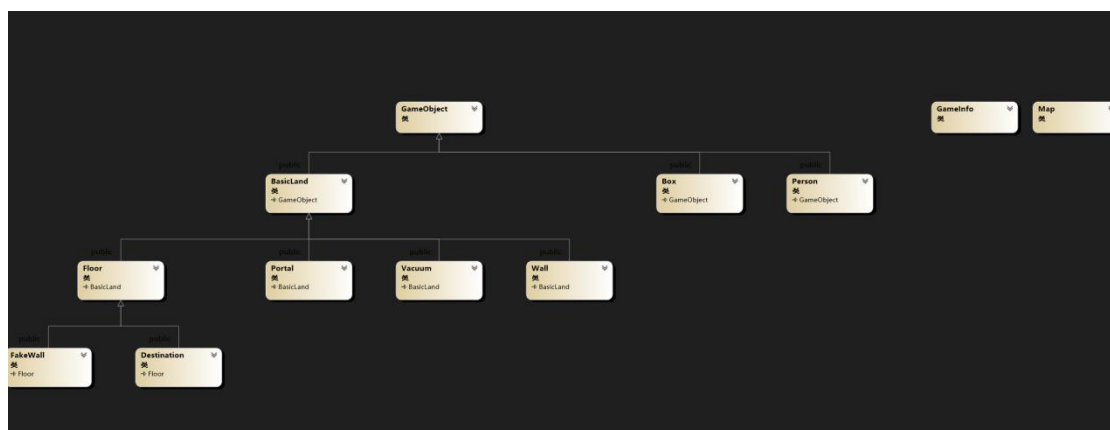 GameObject
类
GameInfo
类
Map
类
public
public
public
BasicLand
类
GameObject
Box
类
GameObject
Person
类
GameObject
public
public
public
public
Floor
类
BasicLand
Portal
类
BasicLand
Vacuum
类
BasicLand
Wall
类
BasicLand
public
public
FakeWall
类
Floor
Destination
类
Floor